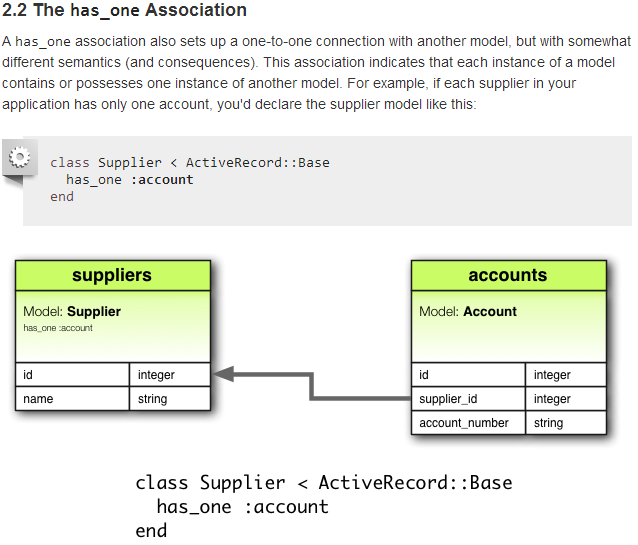 2.2 The has_one Association
A has_one association also sets up a one-to-one connection with another model, but with somewhat
different semantics (and consequences). This association indicates that each instance of a model
contains or possesses one instance of another model. For example, if each supplier in your
application has only one account, you'd declare the supplier model like this:
class Supplier < ActiveRecord::Base
  has_one :account
end
suppliers
Model: Supplier
has_one :account
id integer
name string
accounts
Model: Account
id integer
supplier_id integer
account_number string
class Supplier < ActiveRecord::Base
  has_one :account
end